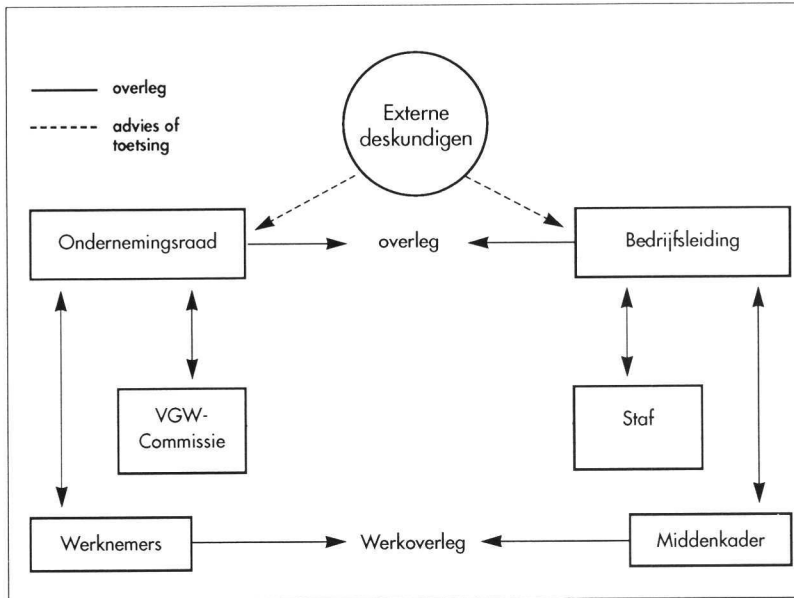 overleg
advies of
toetsing
Externe
deskundigen
Ondernemingsraad
overleg
Bedrijfsleiding
VGW-
Commissie
Staf
Werknemers
Werkoverleg
Middenkader